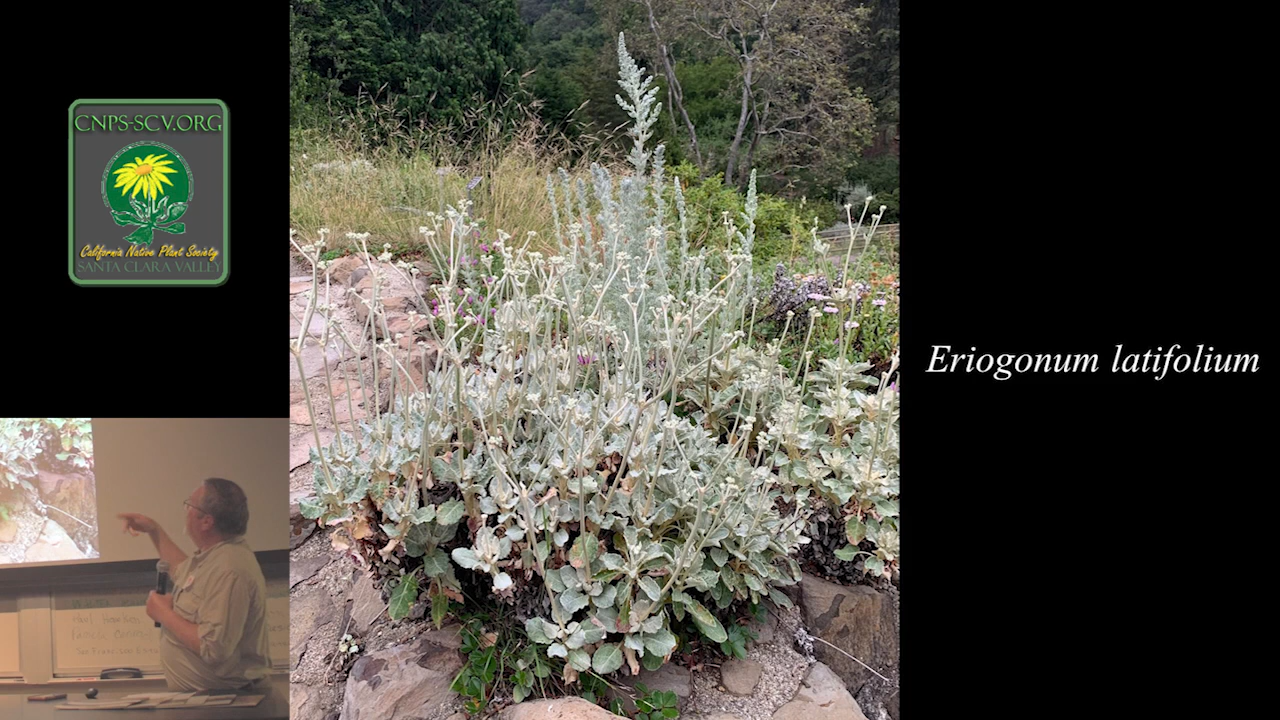 CNPS-SCV.ORG
California Native Plant Society
SANTA CLARA VALLEY
Eriogonum latifolium